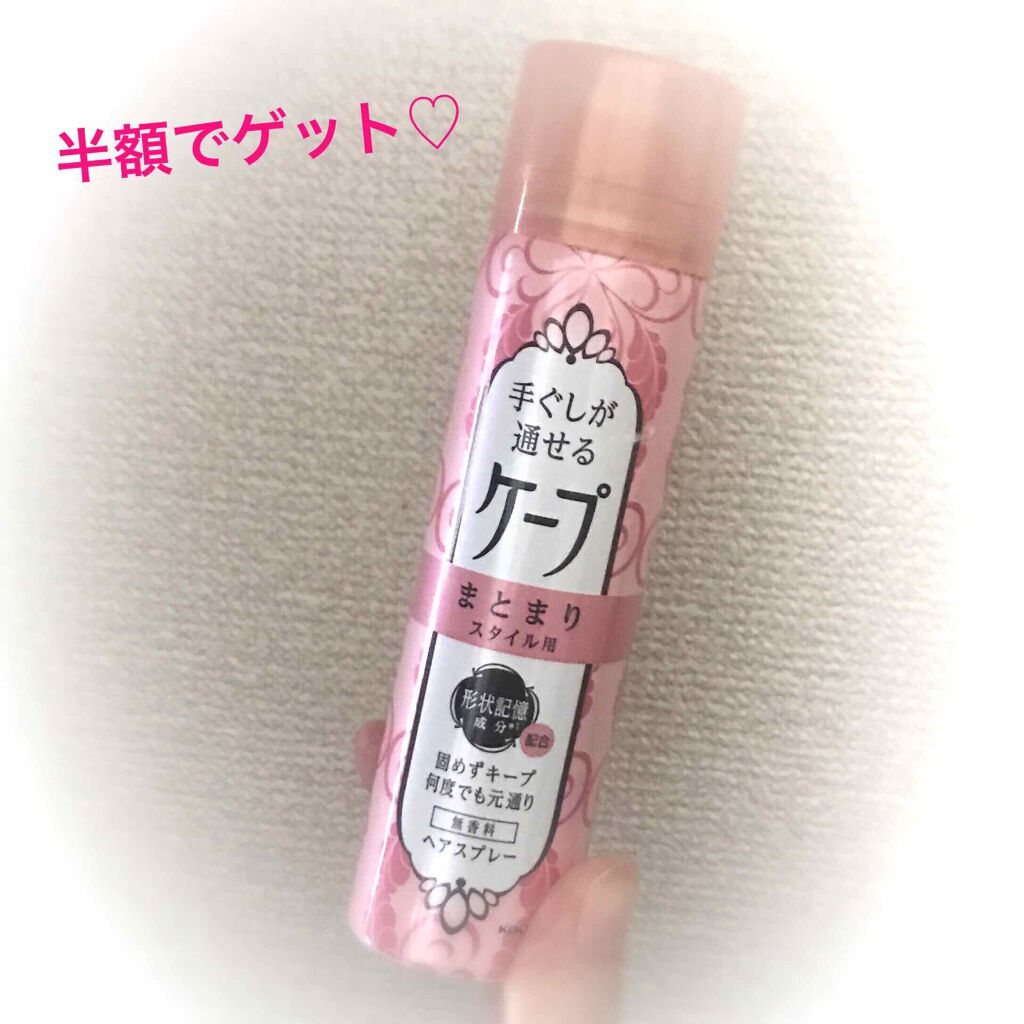 半額でゲット♡
手ぐしが
通せる
ケープ
まとまり
スタイル用
形状記憶
成分*1
配合
固めずキープ
何度でも元通り
無香料
ヘアスプレー